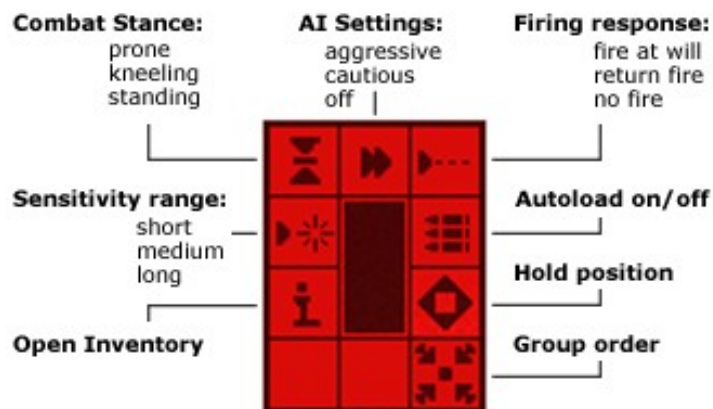 Combat Stance:
prone
kneeling
standing
AI Settings:
aggressive
cautious
off
Firing response:
fire at will
return fire
no fire
Sensitivity range:
short
medium
long
Autoload on/off
Hold position
Open Inventory
Group order